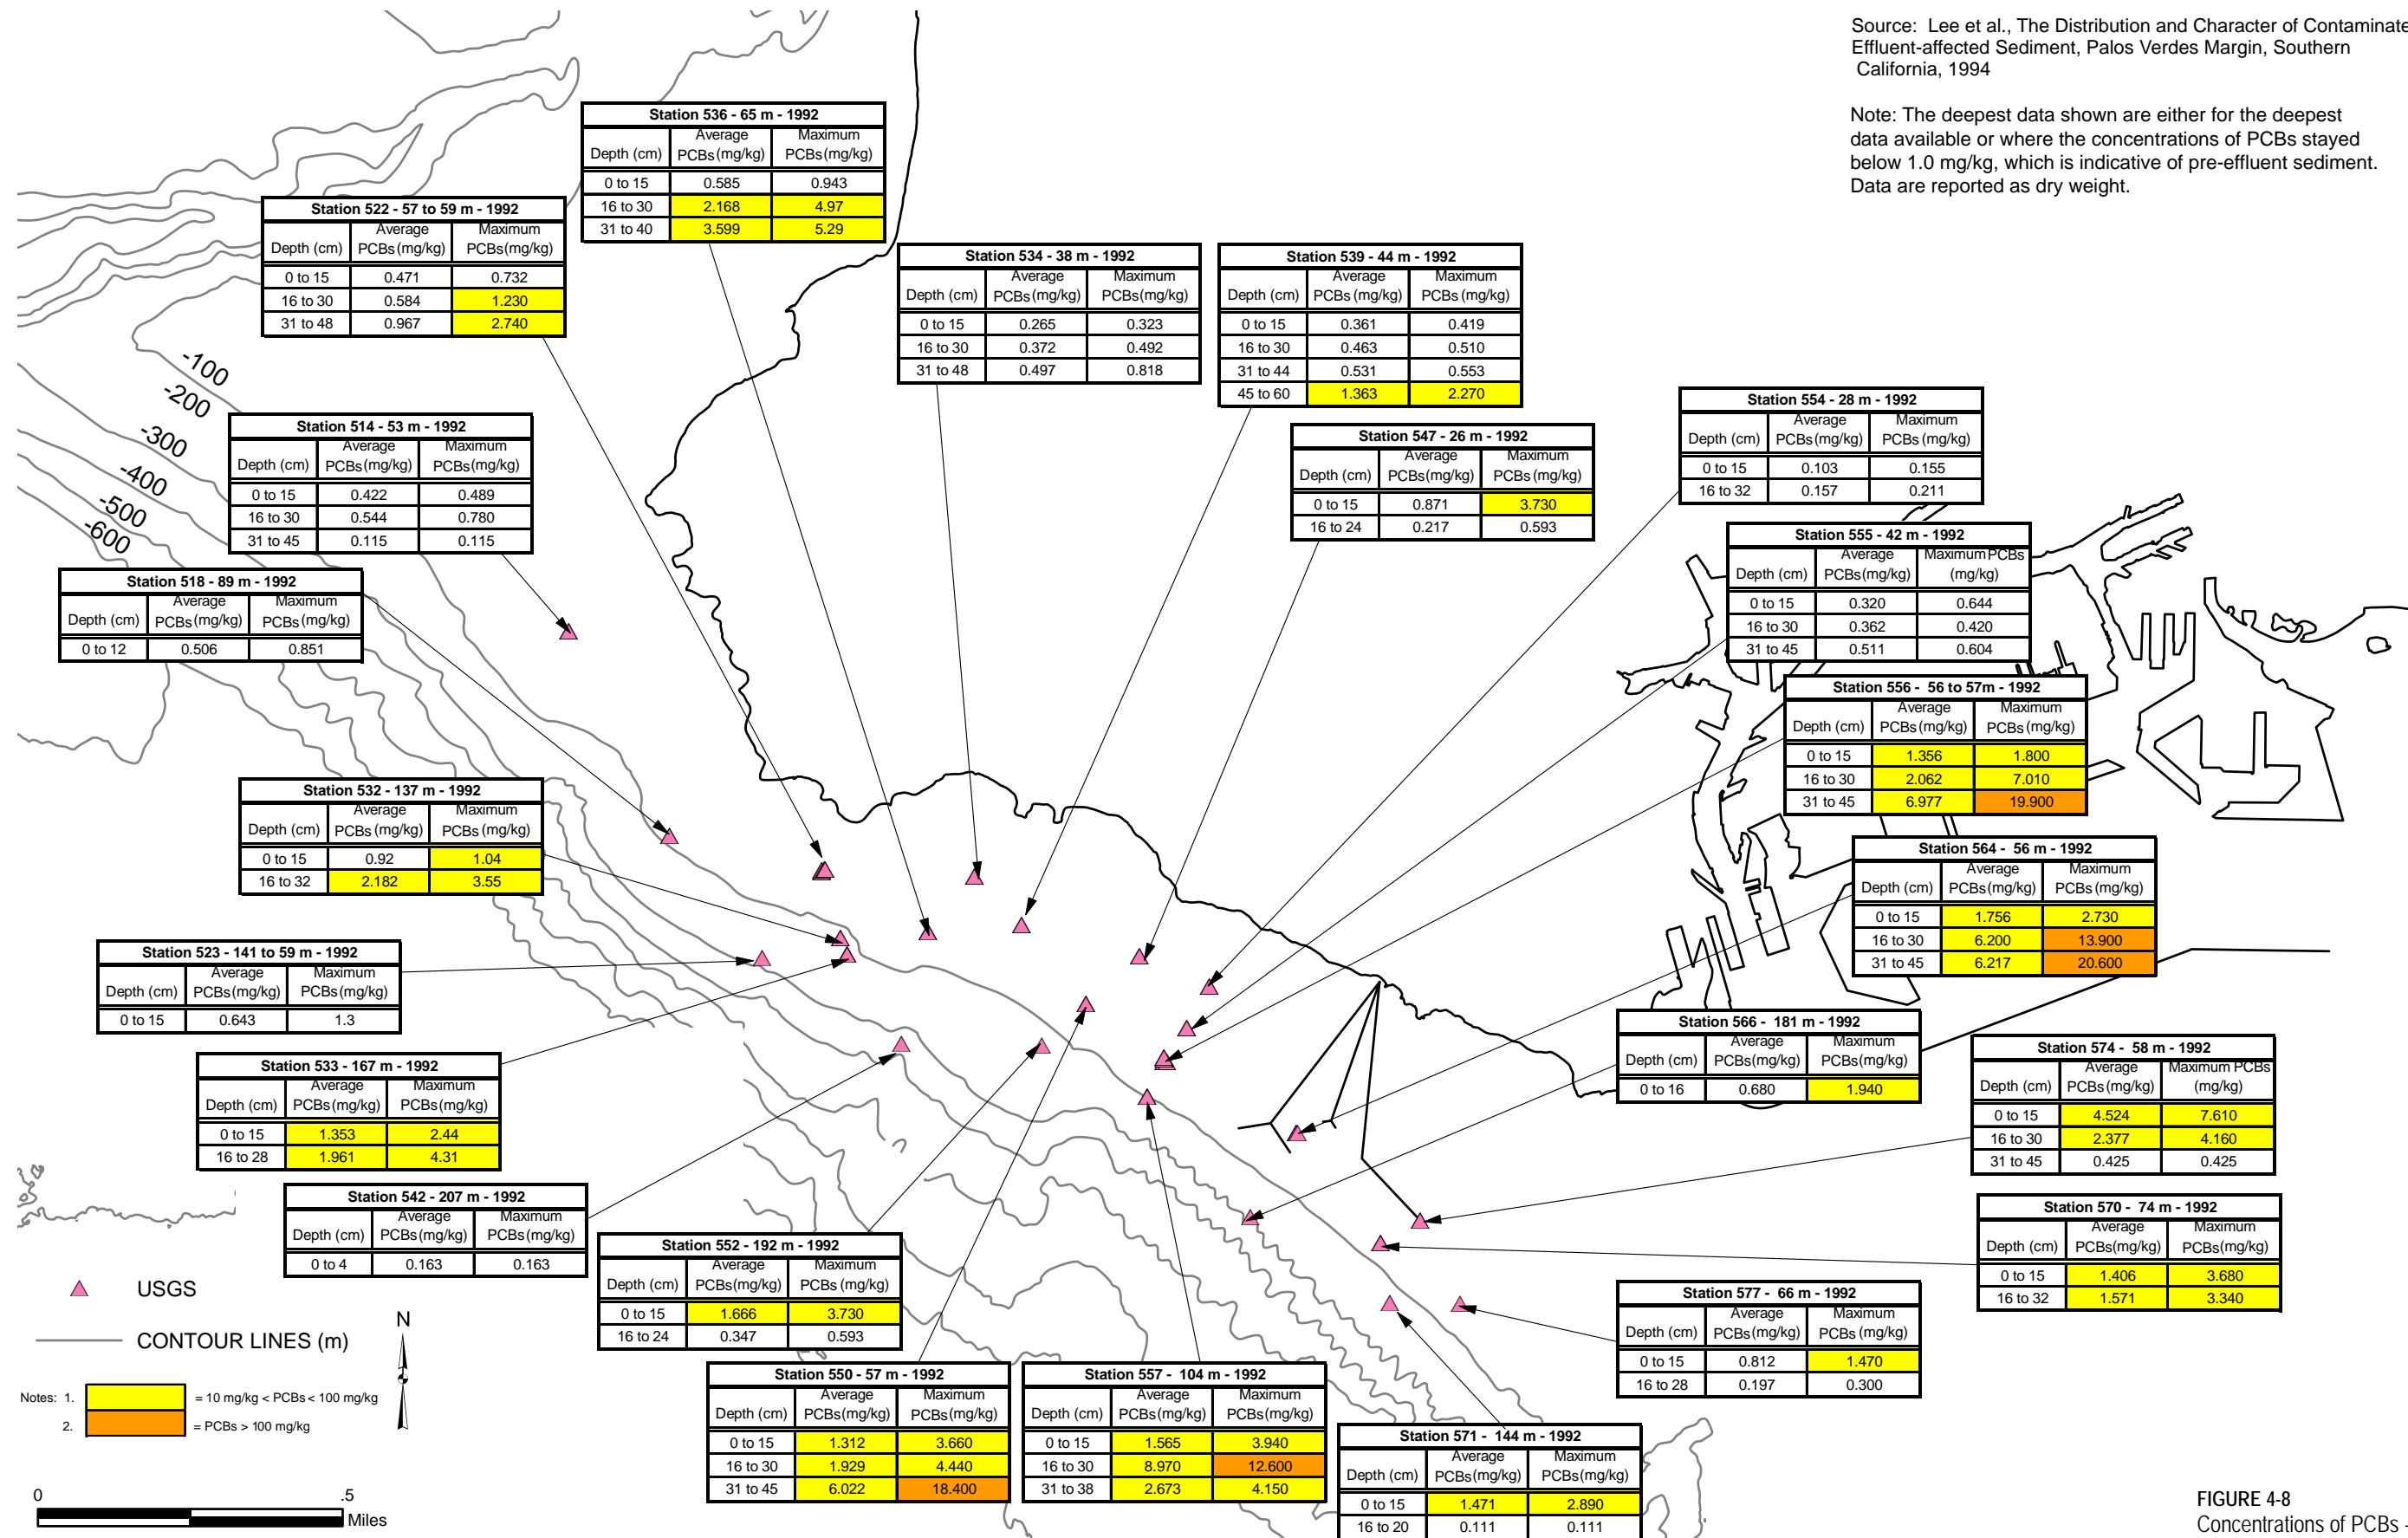 Source: Lee et al., The Distribution and Character of Contaminate
Effluent-affected Sediment, Palos Verdes Margin, Southern
California, 1994
Note: The deepest data shown are either for the deepest
data available or where the concentrations of PCBs stayed
below 1.0 mg/kg, which is indicative of pre-effluent sediment.
Data are reported as dry weight.
Station 536 - 65 m - 1992
Depth (cm) Average PCBs (mg/kg) Maximum PCBs (mg/kg)
0 to 15 0.585 0.943
16 to 30 2.168 4.97
31 to 40 3.599 5.29
Station 522 - 57 to 59 m - 1992
Depth (cm) Average PCBs (mg/kg) Maximum PCBs (mg/kg)
0 to 15 0.471 0.732
16 to 30 0.584 1.230
31 to 48 0.967 2.740
Station 534 - 38 m - 1992
Depth (cm) Average PCBs (mg/kg) Maximum PCBs (mg/kg)
0 to 15 0.265 0.323
16 to 30 0.372 0.492
31 to 48 0.497 0.818
Station 539 - 44 m - 1992
Depth (cm) Average PCBs (mg/kg) Maximum PCBs (mg/kg)
0 to 15 0.361 0.419
16 to 30 0.463 0.510
31 to 44 0.531 0.553
45 to 60 1.363 2.270
-100
-200
-300
-400
-500
-600
Station 514 - 53 m - 1992
Depth (cm) Average PCBs (mg/kg) Maximum PCBs (mg/kg)
0 to 15 0.422 0.489
16 to 30 0.544 0.780
31 to 45 0.115 0.115
Station 547 - 26 m - 1992
Depth (cm) Average PCBs (mg/kg) Maximum PCBs (mg/kg)
0 to 15 0.871 3.730
16 to 24 0.217 0.593
Station 554 - 28 m - 1992
Depth (cm) Average PCBs (mg/kg) Maximum PCBs (mg/kg)
0 to 15 0.103 0.155
16 to 32 0.157 0.211
Station 555 - 42 m - 1992
Depth (cm) Average PCBs (mg/kg) Maximum PCBs (mg/kg)
0 to 15 0.320 0.644
16 to 30 0.362 0.420
31 to 45 0.511 0.604
Station 518 - 89 m - 1992
Depth (cm) Average PCBs (mg/kg) Maximum PCBs (mg/kg)
0 to 12 0.506 0.851
Station 556 - 56 to 57m - 1992
Depth (cm) Average PCBs (mg/kg) Maximum PCBs (mg/kg)
0 to 15 1.356 1.800
16 to 30 2.062 7.010
31 to 45 6.977 19.900
Station 532 - 137 m - 1992
Depth (cm) Average PCBs (mg/kg) Maximum PCBs (mg/kg)
0 to 15 0.92 1.04
16 to 32 2.182 3.55
Station 564 - 56 m - 1992
Depth (cm) Average PCBs (mg/kg) Maximum PCBs (mg/kg)
0 to 15 1.756 2.730
16 to 30 6.200 13.900
31 to 45 6.217 20.600
Station 523 - 141 to 59 m - 1992
Depth (cm) Average PCBs (mg/kg) Maximum PCBs (mg/kg)
0 to 15 0.643 1.3
Station 566 - 181 m - 1992
Depth (cm) Average PCBs (mg/kg) Maximum PCBs (mg/kg)
0 to 16 0.680 1.940
Station 574 - 58 m - 1992
Depth (cm) Average PCBs (mg/kg) Maximum PCBs (mg/kg)
0 to 15 4.524 7.610
16 to 30 2.377 4.160
31 to 45 0.425 0.425
Station 533 - 167 m - 1992
Depth (cm) Average PCBs (mg/kg) Maximum PCBs (mg/kg)
0 to 15 1.353 2.44
16 to 28 1.961 4.31
Station 542 - 207 m - 1992
Depth (cm) Average PCBs (mg/kg) Maximum PCBs (mg/kg)
0 to 4 0.163 0.163
Station 570 - 74 m - 1992
Depth (cm) Average PCBs (mg/kg) Maximum PCBs (mg/kg)
0 to 15 1.406 3.680
16 to 32 1.571 3.340
Station 552 - 192 m - 1992
Depth (cm) Average PCBs (mg/kg) Maximum PCBs (mg/kg)
0 to 15 1.666 3.730
16 to 24 0.347 0.593
Station 577 - 66 m - 1992
Depth (cm) Average PCBs (mg/kg) Maximum PCBs (mg/kg)
0 to 15 0.812 1.470
16 to 28 0.197 0.300
Station 550 - 57 m - 1992
Depth (cm) Average PCBs (mg/kg) Maximum PCBs (mg/kg)
0 to 15 1.312 3.660
16 to 30 1.929 4.440
31 to 45 6.022 18.400
Station 557 - 104 m - 1992
Depth (cm) Average PCBs (mg/kg) Maximum PCBs (mg/kg)
0 to 15 1.565 3.940
16 to 30 8.970 12.600
31 to 38 2.673 4.150
Station 571 - 144 m - 1992
Depth (cm) Average PCBs (mg/kg) Maximum PCBs (mg/kg)
0 to 15 1.471 2.890
16 to 20 0.111 0.111
USGS
CONTOUR LINES (m)
N
Notes: 1. = 10 mg/kg < PCBs < 100 mg/kg
2. = PCBs > 100 mg/kg
0 .5
Miles
FIGURE 4-8
Concentrations of PCBs -